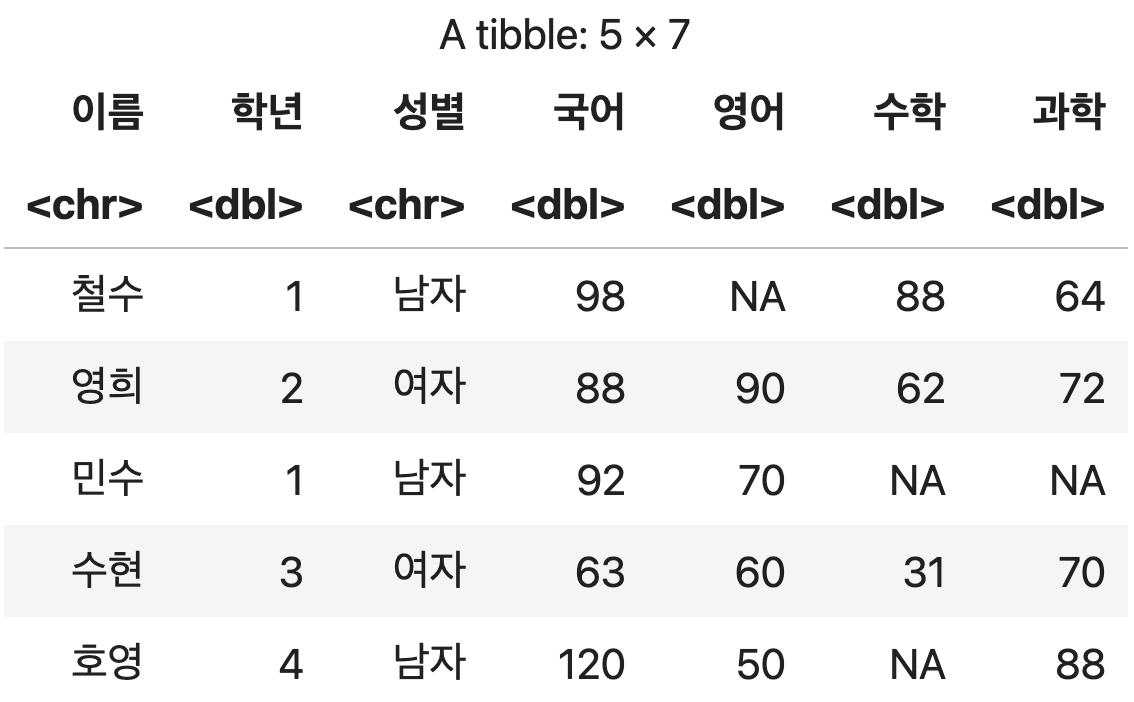 A tibble: 5 × 7
이름 학년 성별 국어 영어 수학 과학
<chr> <dbl> <chr> <dbl> <dbl> <dbl> <dbl>
철수 1 남자 98 NA 88 64
영희 2 여자 88 90 62 72
민수 1 남자 92 70 NA NA
수현 3 여자 63 60 31 70
호영 4 남자 120 50 NA 88